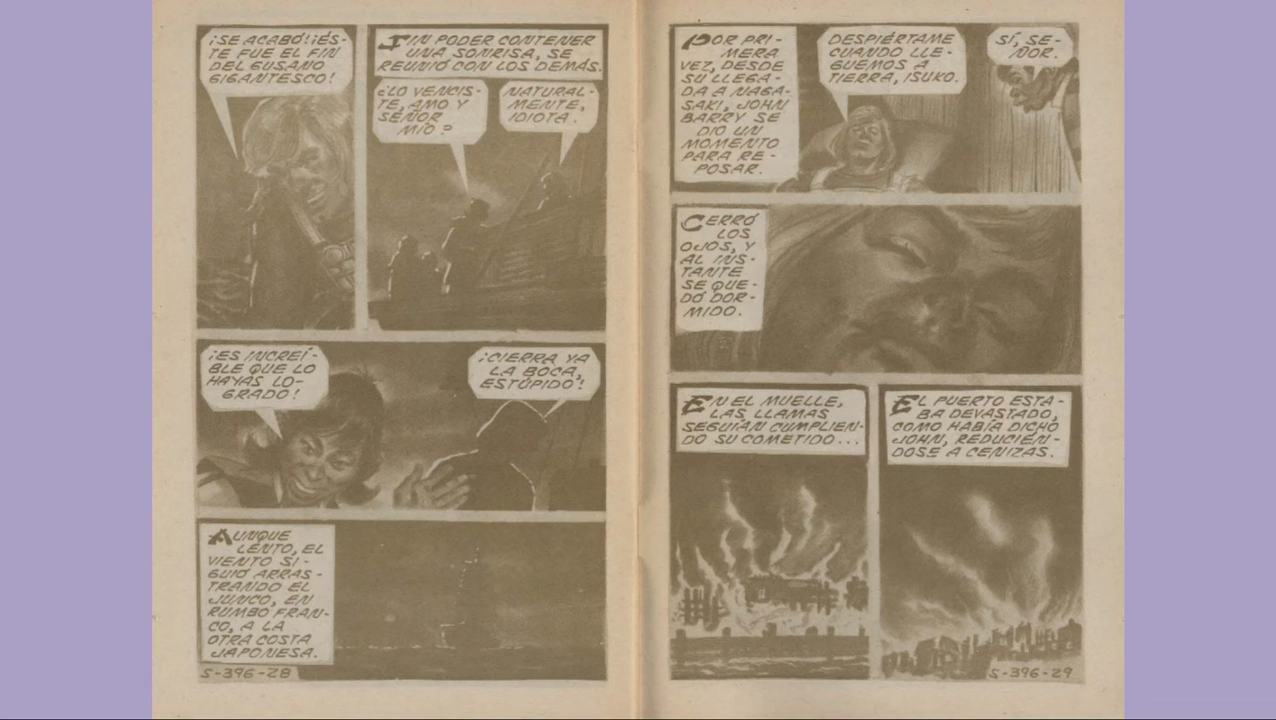 ¡SE ACABÓ! ¡ÉS-
TE FUE EL FIN
DEL GUSANO
GIGANTESCO!
SIN PODER CONTENER
UNA SONRISA, SE
REUNIÓ CON LOS DEMÁS.
¿LO VENCIS-
TE, AMO Y
SEÑOR
MÍO?
NATURAL-
MENTE,
IDIOTA.
¡ES INCREÍ-
BLE QUE LO
HAYAS LO-
GRADO!
¡CIERRA YA
LA BOCA,
ESTÚPIDO!
AUNQUE
LENTO, EL
VIENTO SI-
GUIÓ ARRAS-
TRANDO EL
JUNCO, EN
RUMBO FRAN-
CO, A LA
OTRA COSTA
JAPONESA.
S-396-28
POR PRI-
MERA
VEZ, DESDE
SU LLEGA-
DA A NAGA-
SAKI, JOHN
BARRY SE
DIO UN
MOMENTO
PARA RE-
POSAR.
DESPIÉRTAME
CUANDO LLE-
GUEMOS A
TIERRA, ISUKO.
SÍ, SE-
ÑOR.
CERRÓ
LOS
OJOS, Y
AL INS-
TANTE
SE QUE-
DÓ DOR-
MIDO.
EN EL MUELLE,
LAS LLAMAS
SEGUÍAN CUMPLIEN-
DO SU COMETIDO...
EL PUERTO ESTA-
BA DEVASTADO,
COMO HABÍA DICHO
JOHN, REDUCIÉN-
DOSE A CENIZAS.
S-396-29